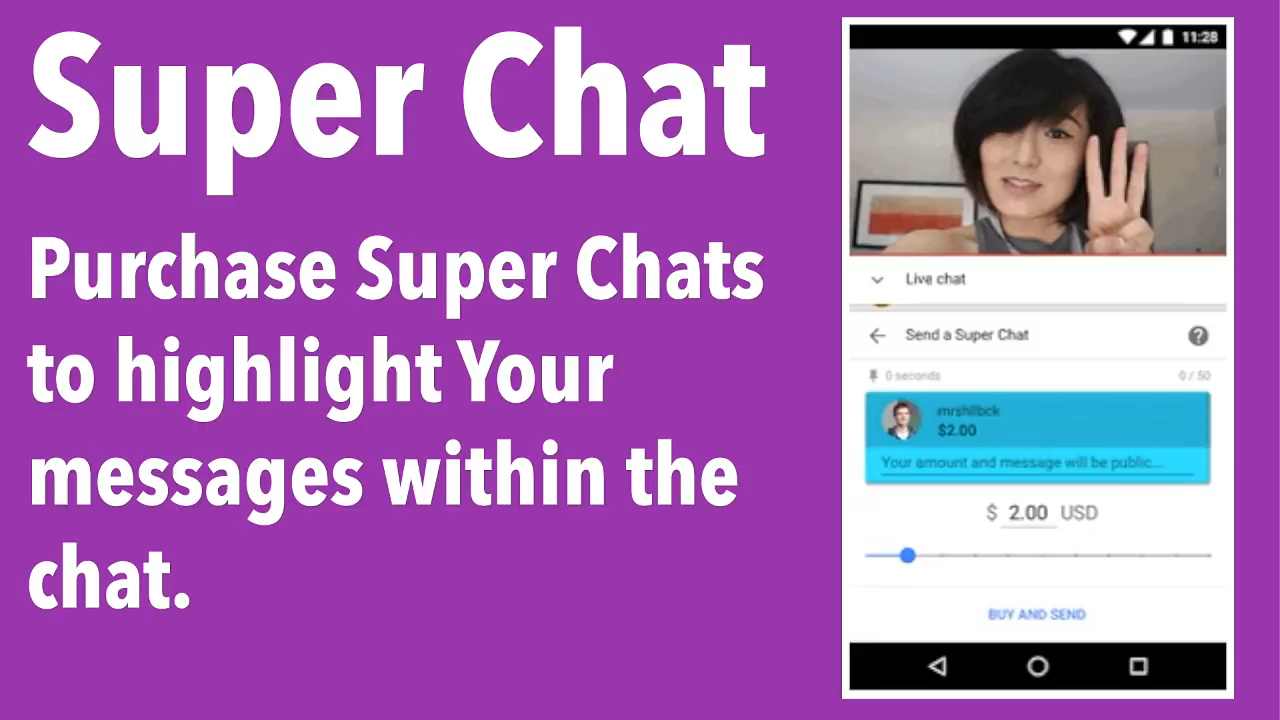 Super Chat
Purchase Super Chats
to highlight Your
messages within the
chat.
11:28
Live chat
Send a Super Chat
0 seconds
0 / 50
mrshllbck
$2.00
Your amount and message will be public...
$ 2.00 USD
BUY AND SEND